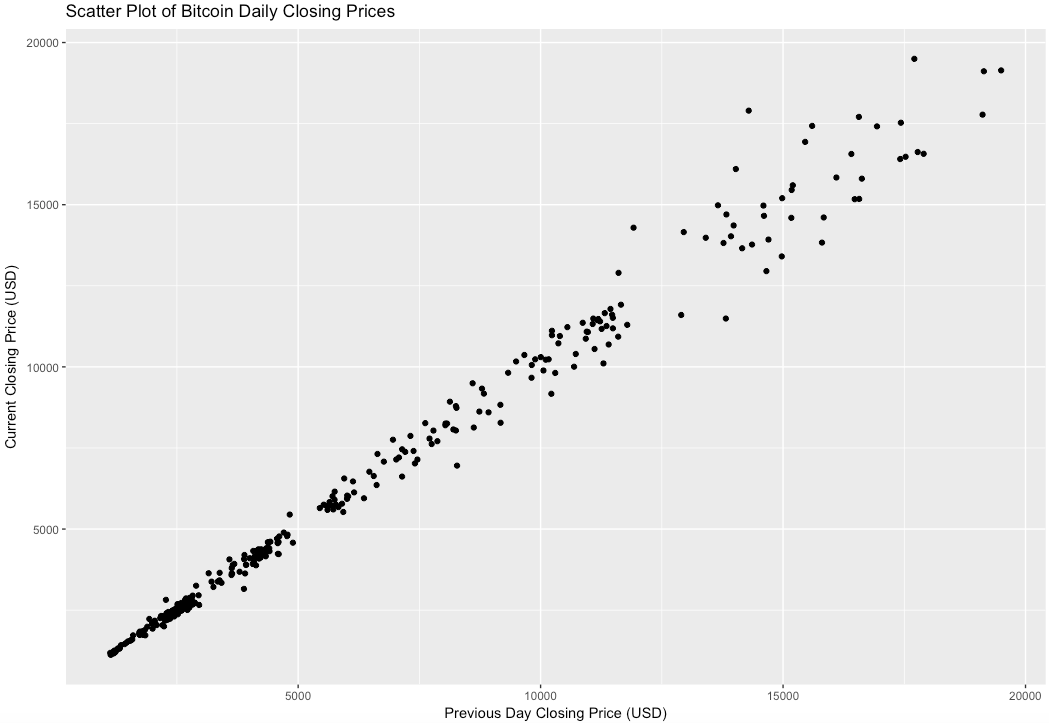 Scatter Plot of Bitcoin Daily Closing Prices
20000
15000
10000
5000
Current Closing Price (USD)
5000 10000 15000 20000
Previous Day Closing Price (USD)